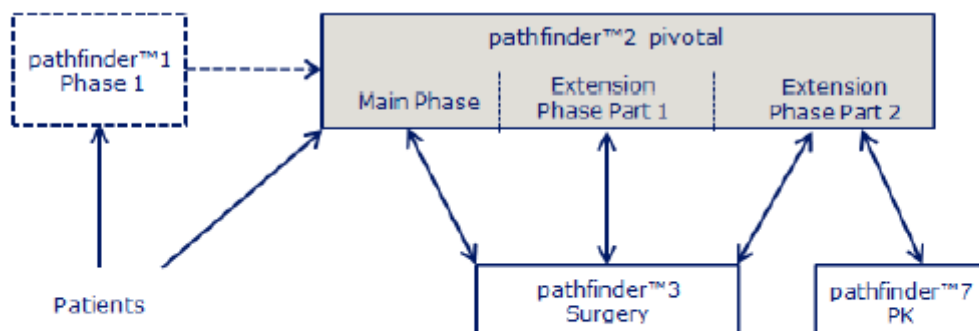 pathfinder™1
Phase 1
pathfinder™2 pivotal
Main Phase
Extension
Phase Part 1
Extension
Phase Part 2
Patients
pathfinder™3
Surgery
pathfinder™7
PK